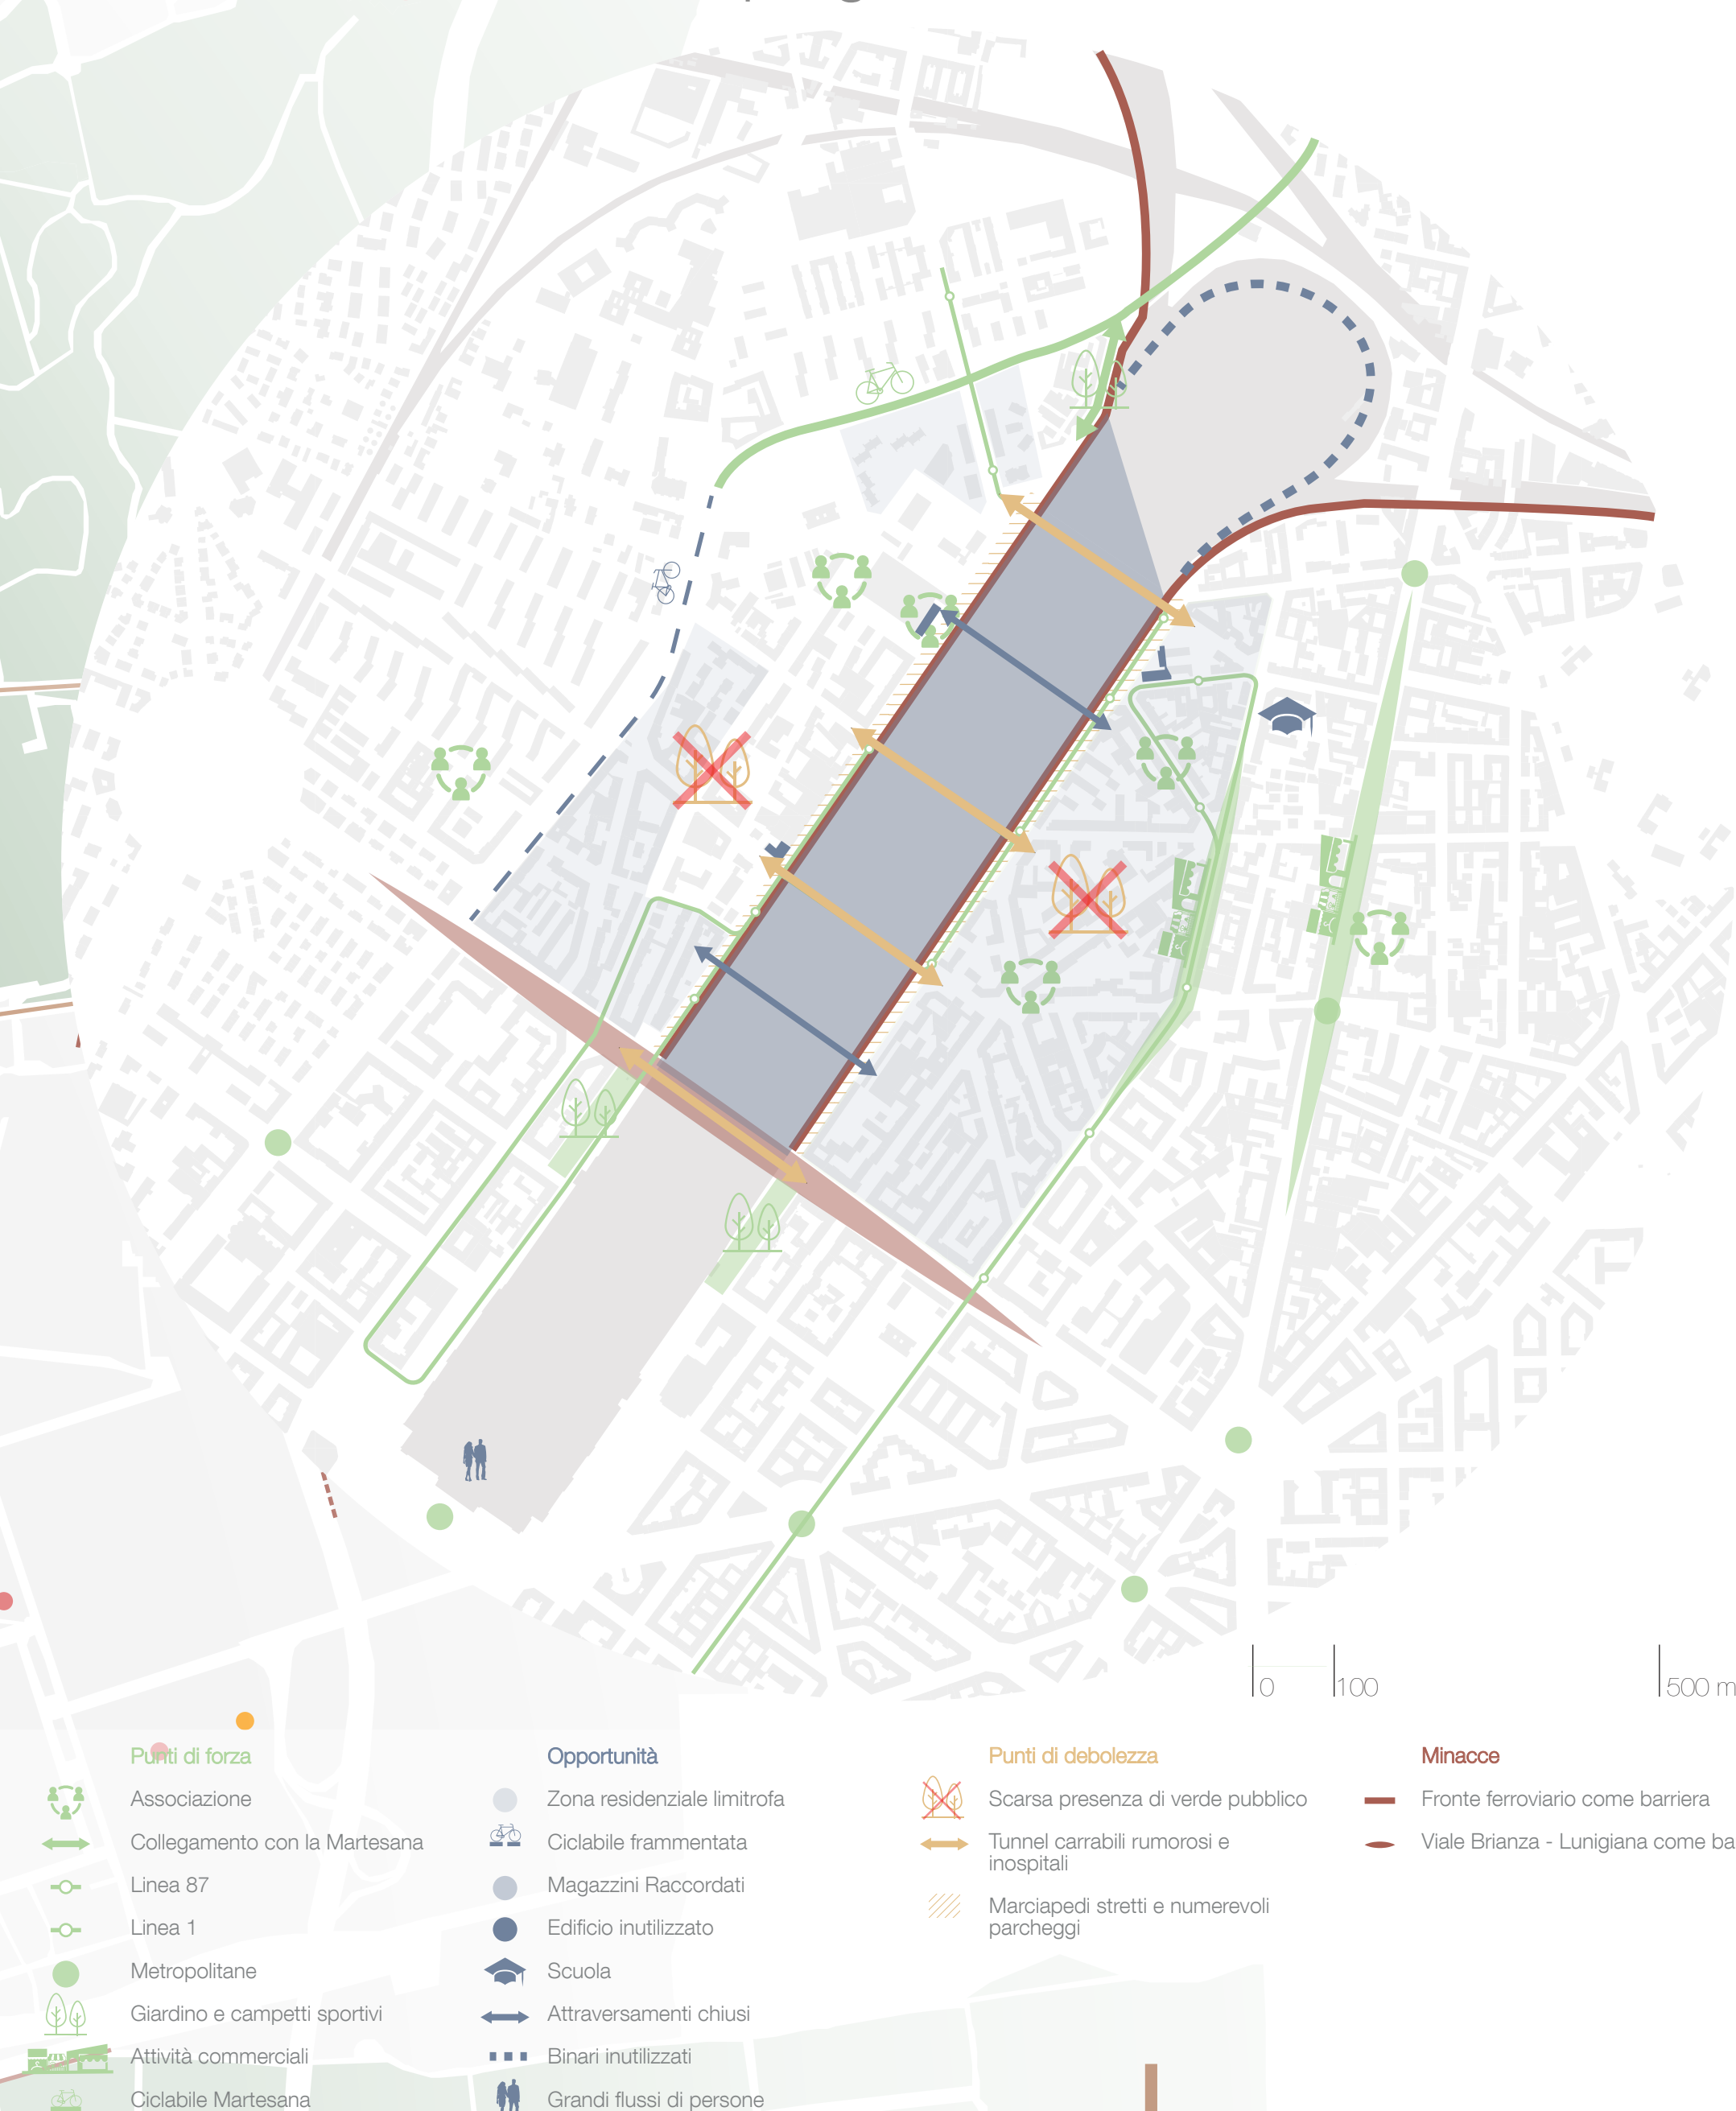 0
100
500 m
Punti di forza
Associazione
Collegamento con la Martesana
Linea 87
Linea 1
Metropolitane
Giardino e campetti sportivi
Attività commerciali
Ciclabile Martesana
Opportunità
Zona residenziale limitrofa
Ciclabile frammentata
Magazzini Raccordati
Edificio inutilizzato
Scuola
Attraversamenti chiusi
Binari inutilizzati
Grandi flussi di persone
Punti di debolezza
Scarsa presenza di verde pubblico
Tunnel carrabili rumorosi e
inospitali
Marciapedi stretti e numerevoli
parcheggi
Minacce
Fronte ferroviario come barriera
Viale Brianza - Lunigiana come ba